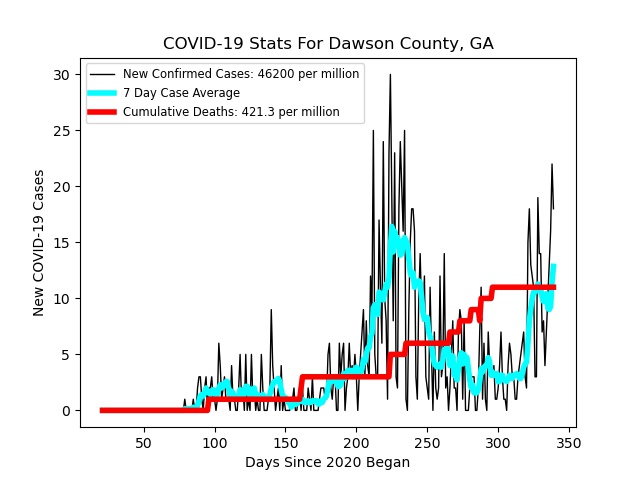 COVID-19 Stats For Dawson County, GA
New Confirmed Cases: 46200 per million
7 Day Case Average
Cumulative Deaths: 421.3 per million
New COVID-19 Cases
30
25
20
15
10
5
0
50
100
150
200
250
300
350
Days Since 2020 Began